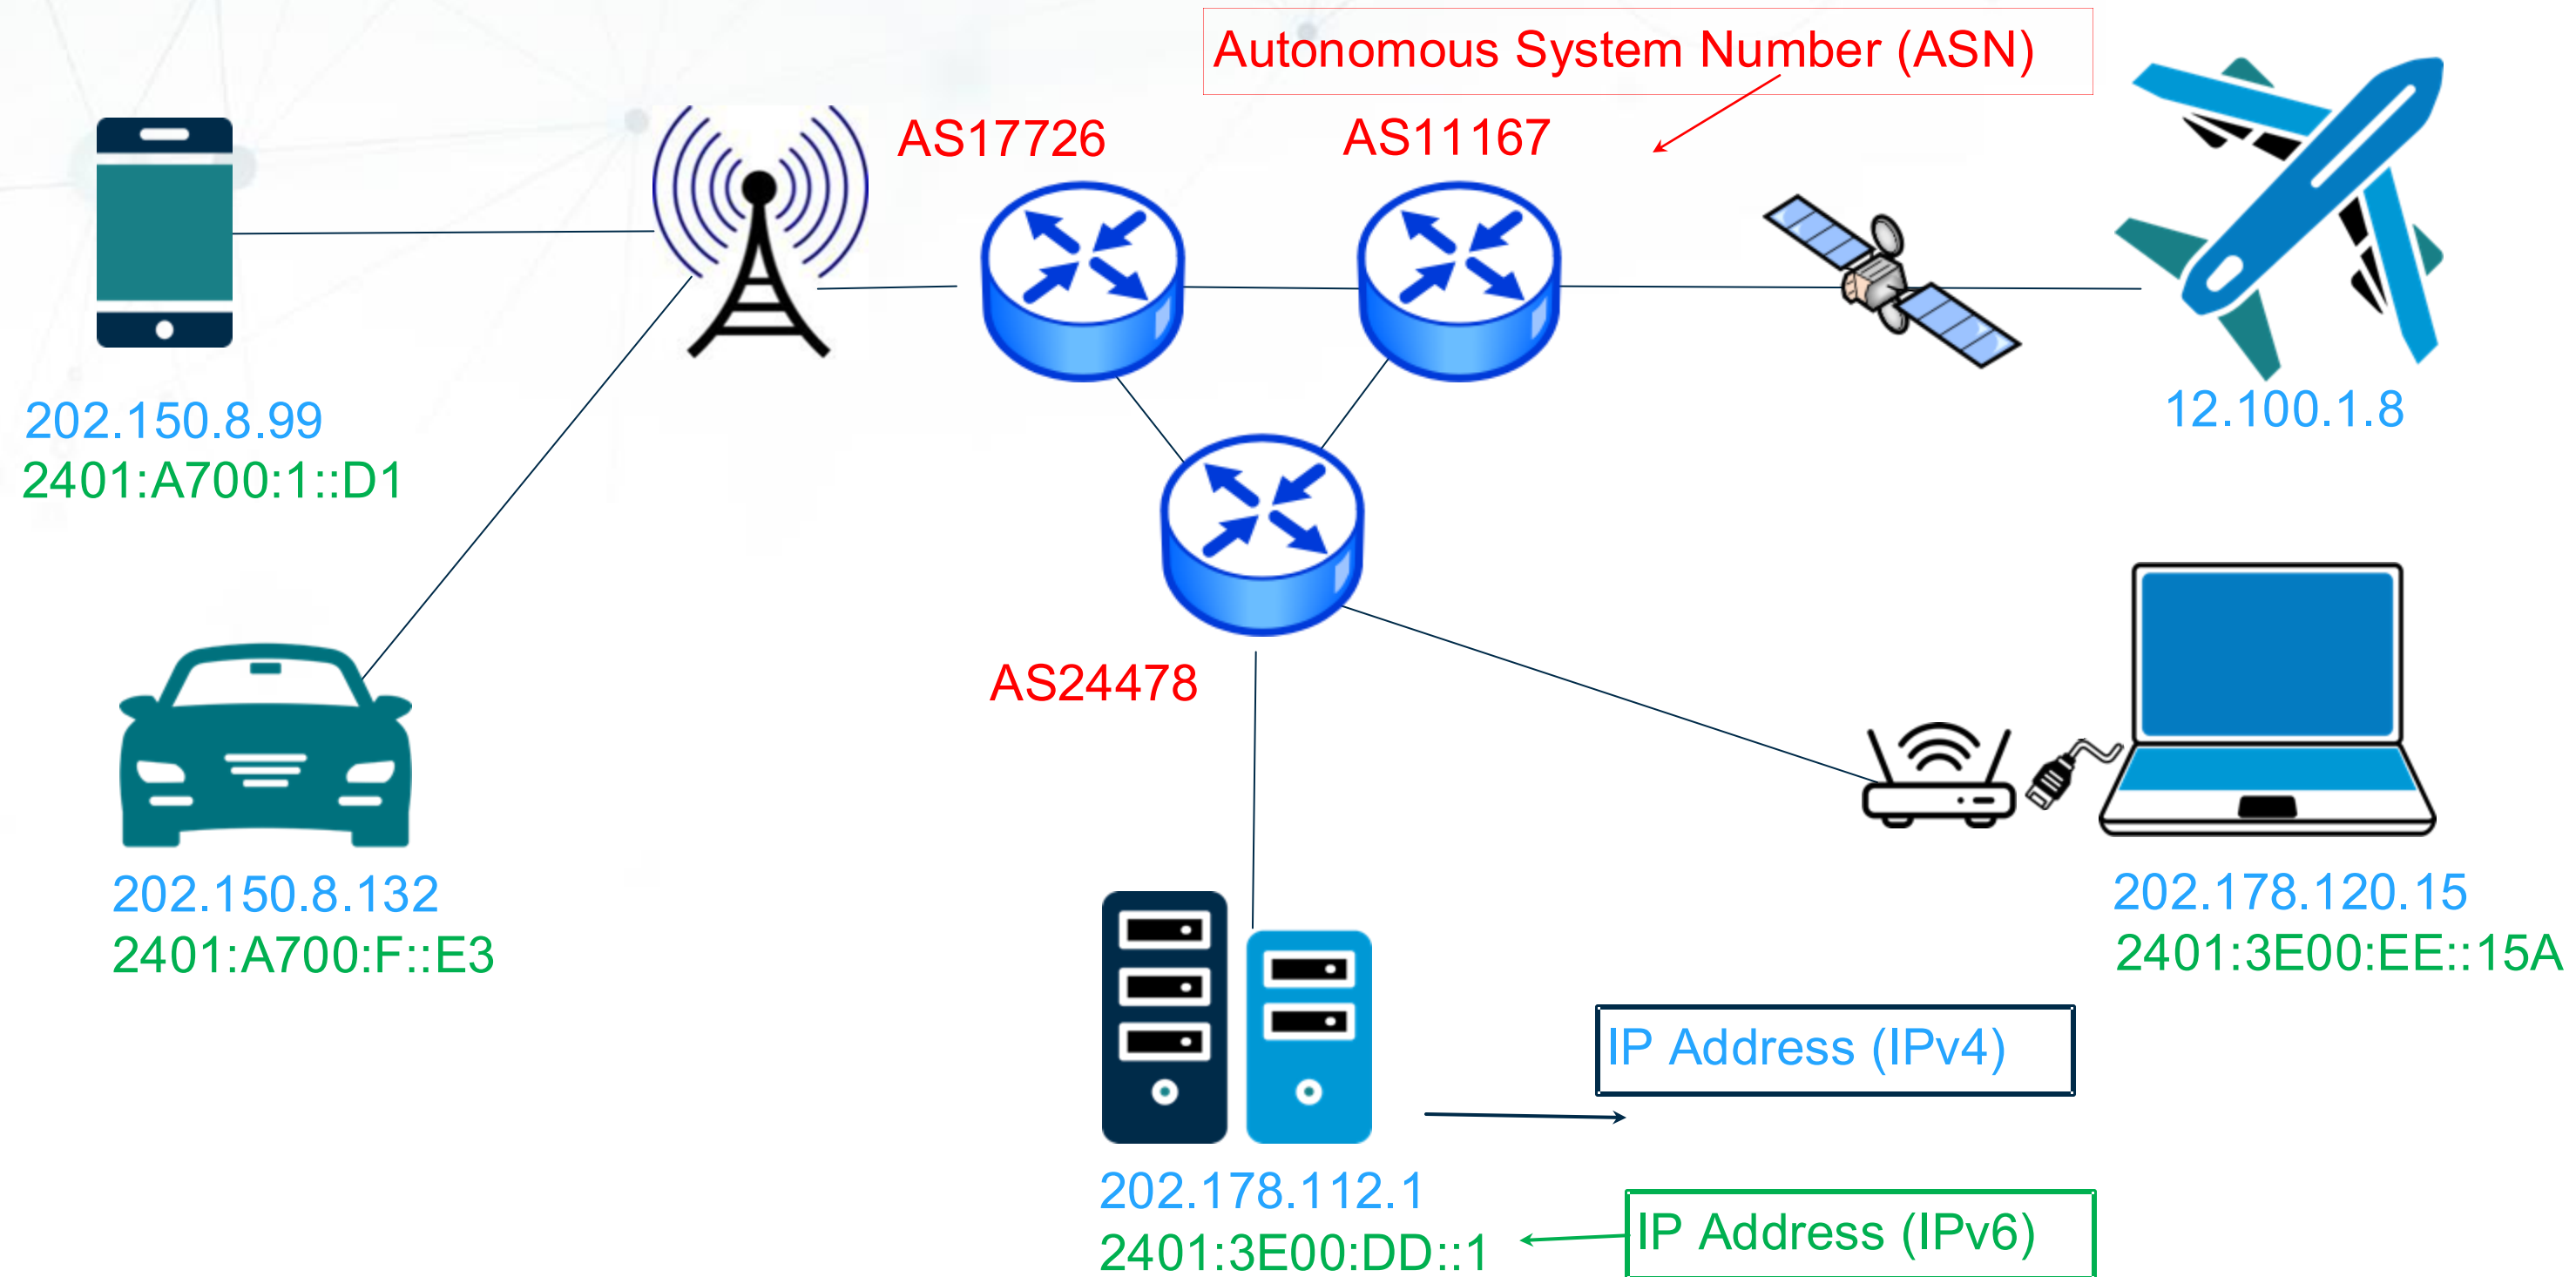 Autonomous System Number (ASN)
AS17726
AS11167
202.150.8.99
2401:A700:1::D1
12.100.1.8
AS24478
202.150.8.132
2401:A700:F::E3
202.178.120.15
2401:3E00:EE::15A
IP Address (IPv4)
202.178.112.1
2401:3E00:DD::1
IP Address (IPv6)